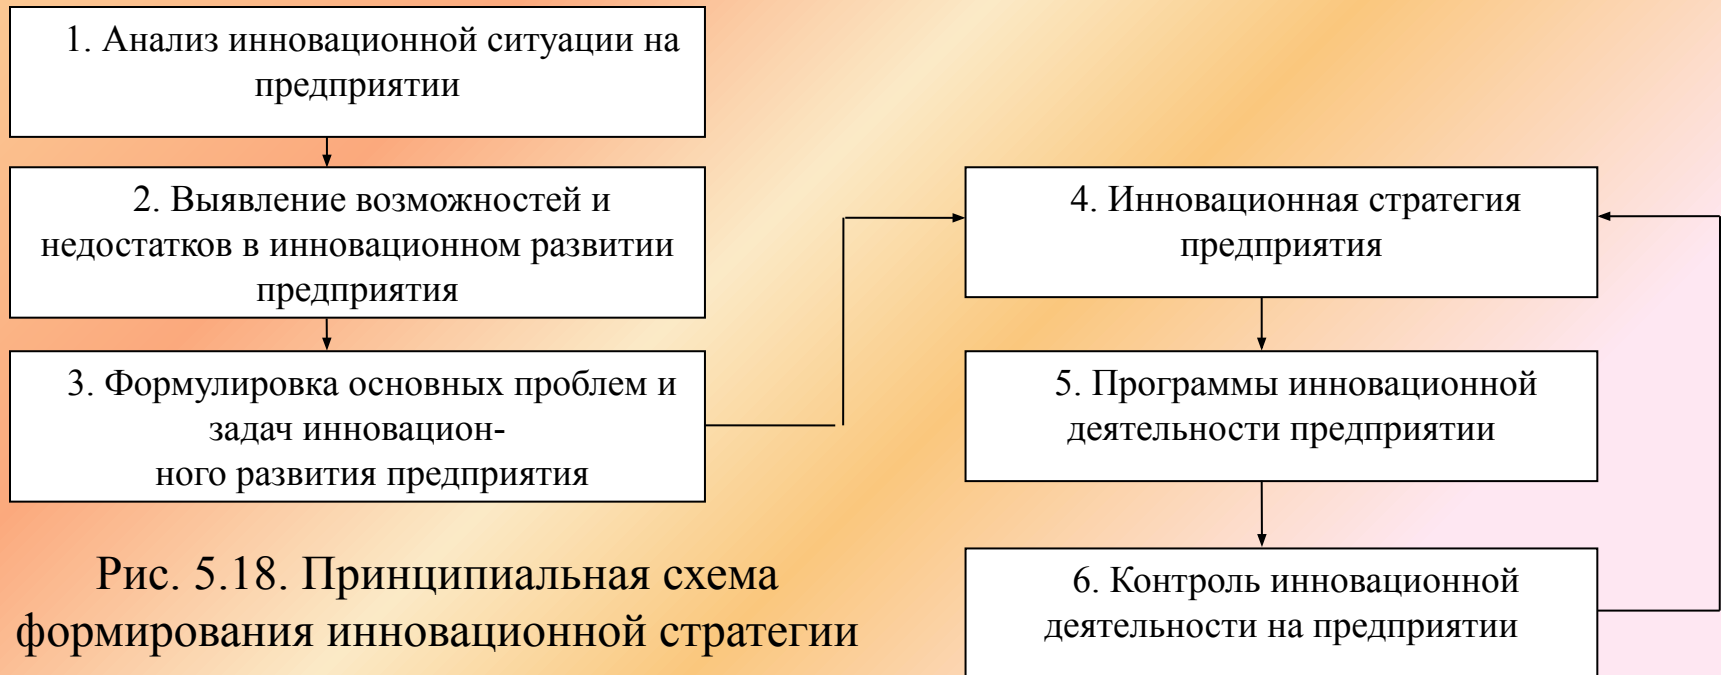 1. Анализ инновационной ситуации на
предприятии
2. Выявление возможностей и
недостатков в инновационном развитии
предприятия
3. Формулировка основных проблем и
задач инновацион-
ного развития предприятия
4. Инновационная стратегия
предприятия
5. Программы инновационной
деятельности предприятии
6. Контроль инновационной
деятельности на предприятии
Рис. 5.18. Принципиальная схема
формирования инновационной стратегии